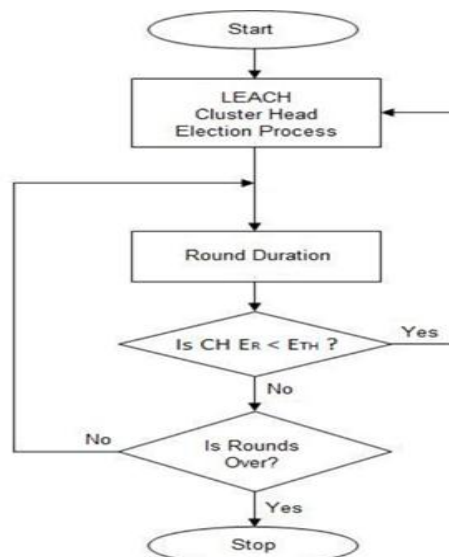 Start
LEACH
Cluster Head
Election Process
Round Duration
Is CH ER < ETH ?
Yes
No
No
Is Rounds
Over?
Yes
Stop